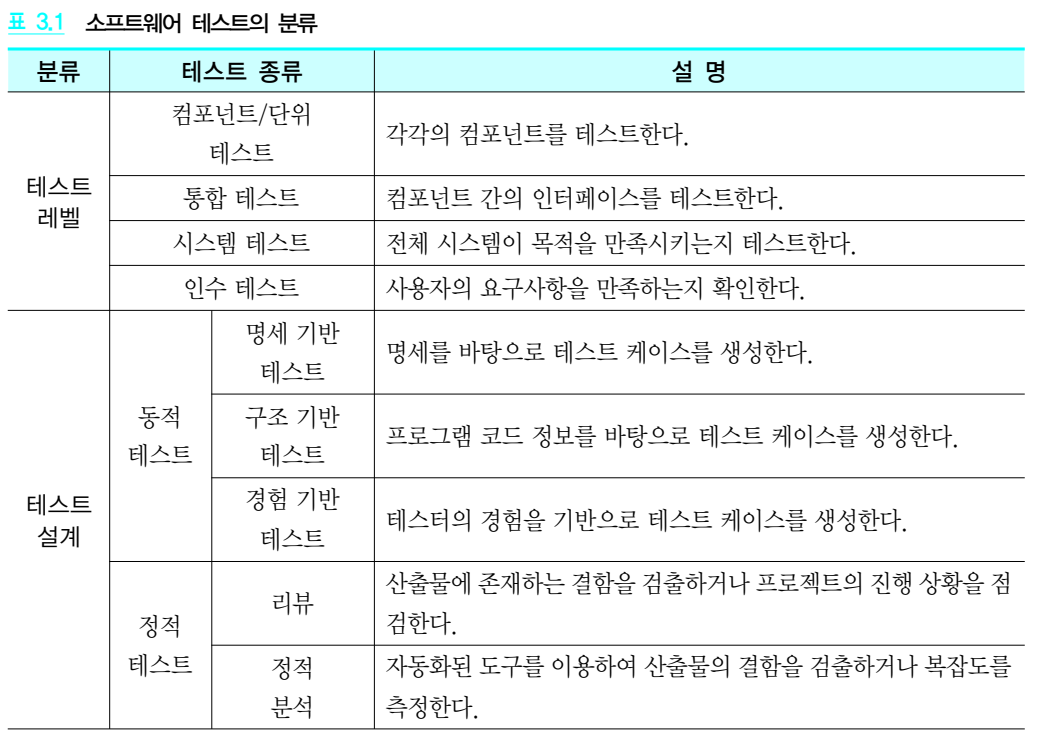 표 3.1 소프트웨어 테스트의 분류
분류 테스트 종류 설 명
테스트
레벨
컴포넌트/단위
테스트
각각의 컴포넌트를 테스트한다.
통합 테스트 컴포넌트 간의 인터페이스를 테스트한다.
시스템 테스트 전체 시스템이 목적을 만족시키는지 테스트한다.
인수 테스트 사용자의 요구사항을 만족하는지 확인한다.
테스트
설계
동적
테스트
명세 기반
테스트
명세를 바탕으로 테스트 케이스를 생성한다.
구조 기반
테스트
프로그램 코드 정보를 바탕으로 테스트 케이스를 생성한다.
경험 기반
테스트
테스터의 경험을 기반으로 테스트 케이스를 생성한다.
정적
테스트
리뷰
산출물에 존재하는 결함을 검출하거나 프로젝트의 진행 상황을 점
검한다.
정적
분석
자동화된 도구를 이용하여 산출물의 결함을 검출하거나 복잡도를
측정한다.